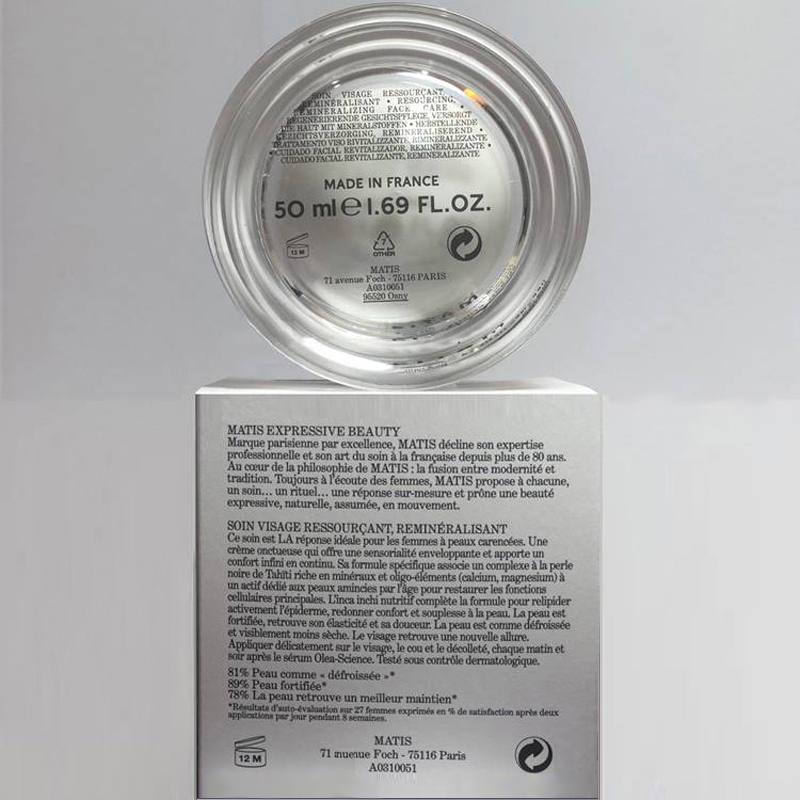 SOIN VISAGE RESSOURÇANT,
REMINÉRALISANT • RESOURCING,
REMINERALIZING FACE CARE •
REGENERIERENDE GESICHTSPFLEGE, VERSORGT
DIE HAUT MIT MINERALSTOFFEN • HERSTELLENDE
GEZICHTSVERZORGING, REMINERALISEREND •
TRATTAMENTO VISO RIVITALIZZANTE, RIMINERALIZZANTE
• CUIDADO FACIAL REVITALIZADOR, REMINERALIZANTE •
CUIDADO FACIAL REVITALIZANTE, REMINERALIZANTE
MADE IN FRANCE
50 ml e 1.69 FL.OZ.
12 M
7
OTHER
MATIS
71 avenue Foch - 75116 PARIS
A0310051
95520 Osny
MATIS EXPRESSIVE BEAUTY
Marque parisienne par excellence, MATIS décline son expertise
professionnelle et son art du soin à la française depuis plus de 80 ans.
Au cœur de la philosophie de MATIS : la fusion entre modernité et
tradition. Toujours à l'écoute des femmes, MATIS propose à chacune,
un soin... un rituel... une réponse sur-mesure et prône une beauté
expressive, naturelle, assumée, en mouvement.
SOIN VISAGE RESSOURÇANT, REMINÉRALISANT
Ce soin est LA réponse idéale pour les femmes à peaux carencées. Une
crème onctueuse qui offre une sensorialité enveloppante et apporte un
confort infini en continu. Sa formule spécifique associe un complexe à la perle
noire de Tahiti riche en minéraux et oligo-éléments (calcium, magnesium) à
un actif dédié aux peaux amincies par l'âge pour restaurer les fonctions
cellulaires principales. L'inca inchi nutritif complète la formule pour relipider
activement l'épiderme, redonner confort et souplesse à la peau. La peau est
fortifiée, retrouve son élasticité et sa douceur. La peau est comme défroissée
et visiblement moins sèche. Le visage retrouve une nouvelle allure.
Appliquer délicatement sur le visage, le cou et le décolleté, chaque matin et
soir après le sérum Olea-Science. Testé sous contrôle dermatologique.
81% Peau comme « défroissée »*
89% Peau fortifiée*
78% La peau retrouve un meilleur maintien*
*Résultats d'auto-évaluation sur 27 femmes exprimés en % de satisfaction après deux
applications par jour pendant 8 semaines.
12 M
MATIS
71 nuenue Foch - 75116 Paris
A0310051